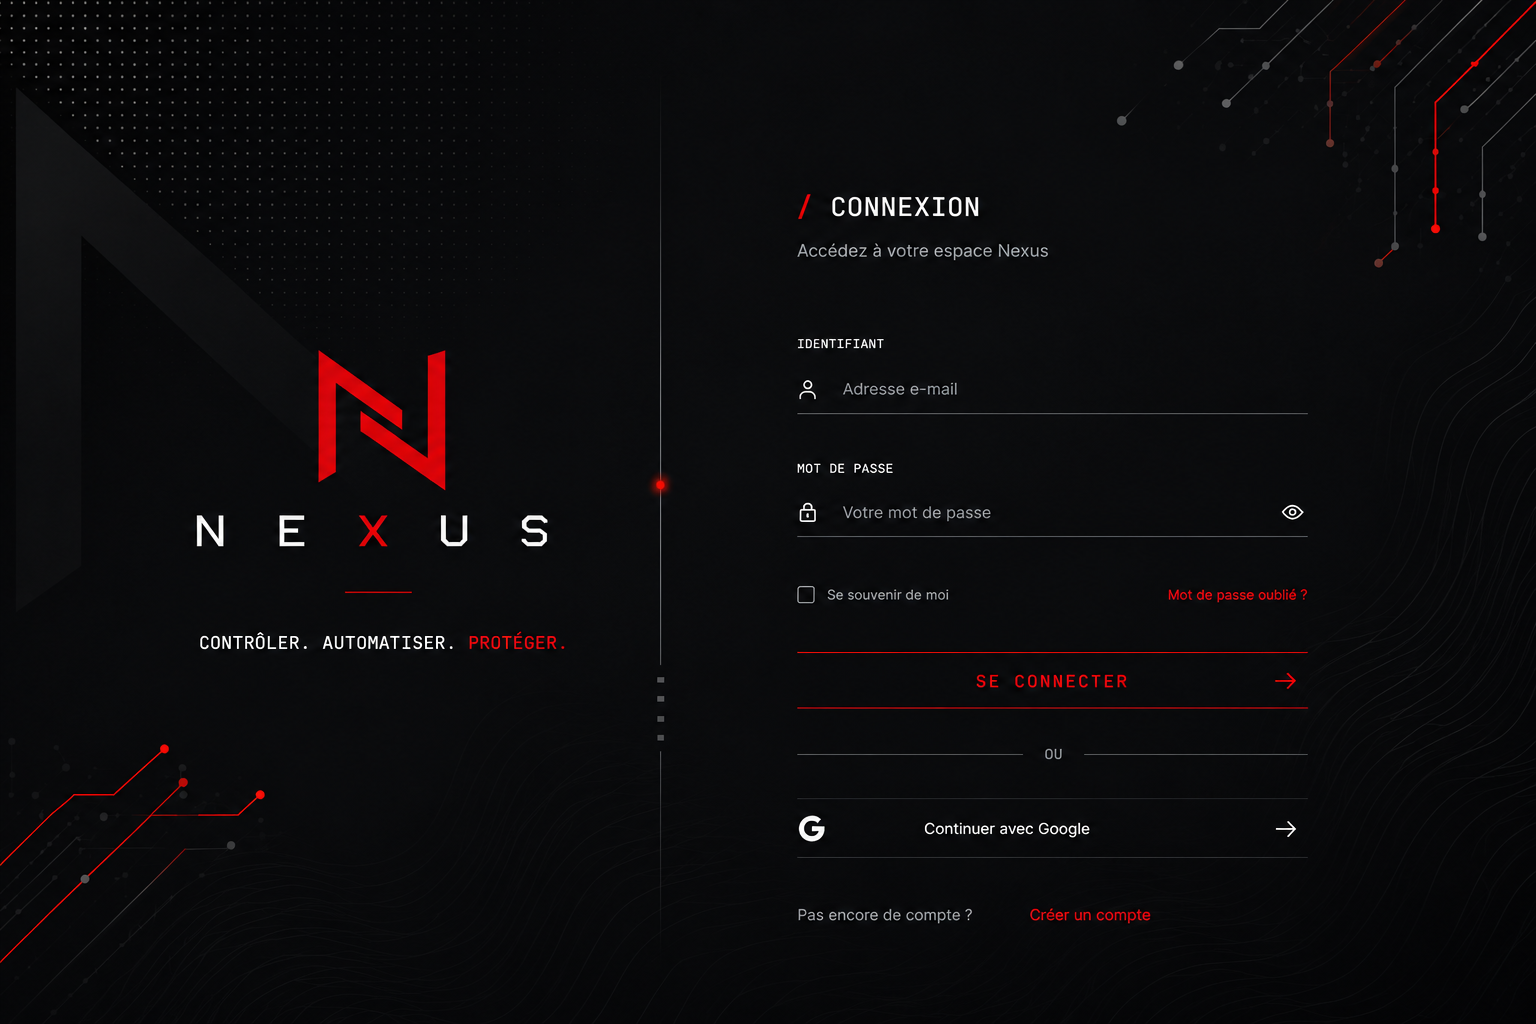 NEXUS
CONTRÔLER. AUTOMATISER. PROTÉGER.
/ CONNEXION
Accédez à votre espace Nexus
IDENTIFIANT
Adresse e-mail
MOT DE PASSE
Votre mot de passe
Se souvenir de moi
Mot de passe oublié ?
SE CONNECTER
OU
G Continuer avec Google
Pas encore de compte ? Créer un compte